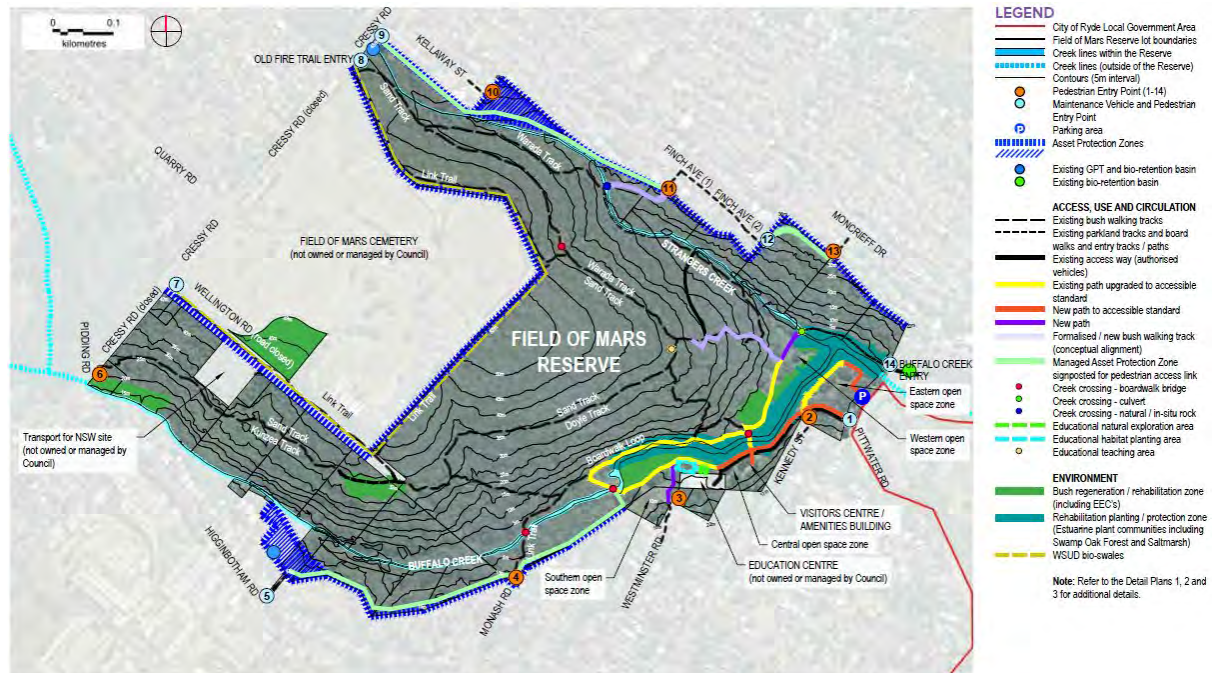 0 0.1
kilometres
CRESSY RD
9
OLD FIRE TRAIL ENTRY
8
KELLAWAY ST
10
CRESSY RD (closed)
Sand Track
QUARRY RD
Warada Track
FINCH AVE (1)
11
FINCH AVE (2)
Link Trail
12
MONCRIEFF DR
13
CRESSY RD
FIELD OF MARS CEMETERY
(not owned or managed by Council)
STRANGERS CREEK
7
WELLINGTON RD
(road closed)
CRESSY RD (closed)
Warada Track
Sand Track
PIDDING RD
6
FIELD OF MARS
RESERVE
14
BUFFALO CREEK
ENTRY
P
Eastern open
space zone
Link Trail
Link Trail
Sand Track
Doyle Track
2
1
PITTWATER RD
Transport for NSW site
(not owned or managed by
Council)
Sand Track
Kunzea Track
Boardwalk Loop
KENNEDY ST
Western open
space zone
3
VISITORS CENTRE /
AMENITIES BUILDING
Link Trail
Central open space zone
HIGGINBOTHAM RD
BUFFALO CREEK
EDUCATION CENTRE
(not owned or managed by Council)
4
Southern open
space zone
WESTMINSTER RD
5
MONASH RD
LEGEND
City of Ryde Local Government Area
Field of Mars Reserve lot boundaries
Creek lines within the Reserve
Creek lines (outside of the Reserve)
Contours (5m interval)
Pedestrian Entry Point (1-14)
Maintenance Vehicle and Pedestrian
Entry Point
P Parking area
Asset Protection Zones
Existing GPT and bio-retention basin
Existing bio-retention basin
ACCESS, USE AND CIRCULATION
Existing bush walking tracks
Existing parkland tracks and board
walks and entry tracks / paths
Existing access way (authorised
vehicles)
Existing path upgraded to accessible
standard
New path to accessible standard
New path
Formalised / new bush walking track
(conceptual alignment)
Managed Asset Protection Zone
signposted for pedestrian access link
Creek crossing - boardwalk bridge
Creek crossing - culvert
Creek crossing - natural / in-situ rock
Educational natural exploration area
Educational habitat planting area
Educational teaching area
ENVIRONMENT
Bush regeneration / rehabilitation zone
(including EEC's)
Rehabilitation planting / protection zone
(Estuarine plant communities including
Swamp Oak Forest and Saltmarsh)
WSUD bio-swales
Note: Refer to the Detail Plans 1, 2 and
3 for additional details.